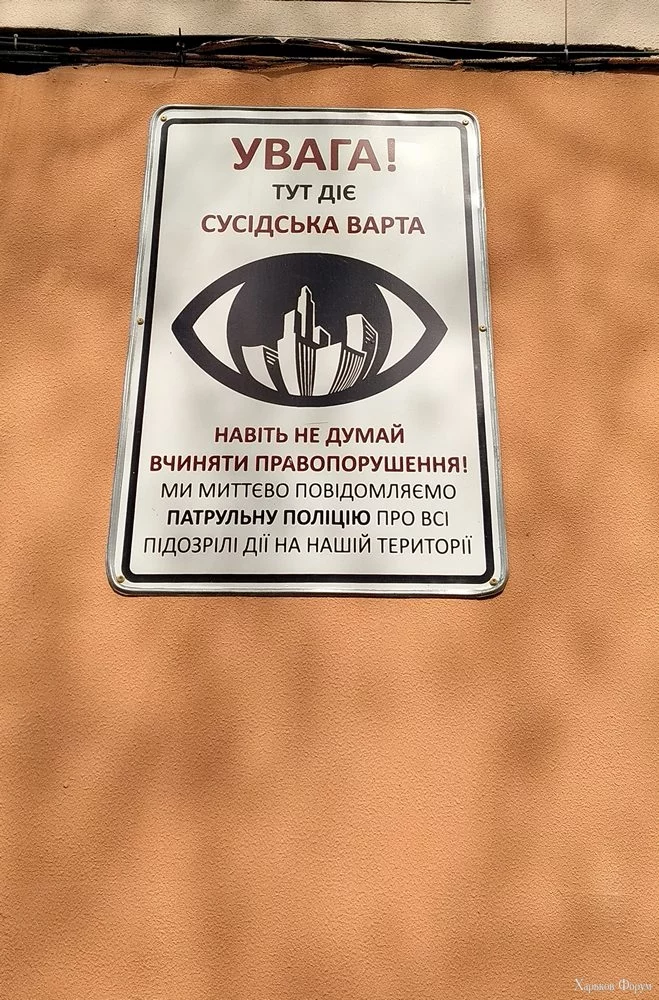 УВАГА!
ТУТ ДІЄ
СУСІДСЬКА ВАРТА
НАВІТЬ НЕ ДУМАЙ
ВЧИНЯТИ ПРАВОПОРУШЕННЯ!
МИ МИТТЄВО ПОВІДОМЛЯЄМО
ПАТРУЛЬНУ ПОЛІЦІЮ ПРО ВСІ
ПІДОЗРІЛІ ДІЇ НА НАШІЙ ТЕРИТОРІЇ
Харьков Форум